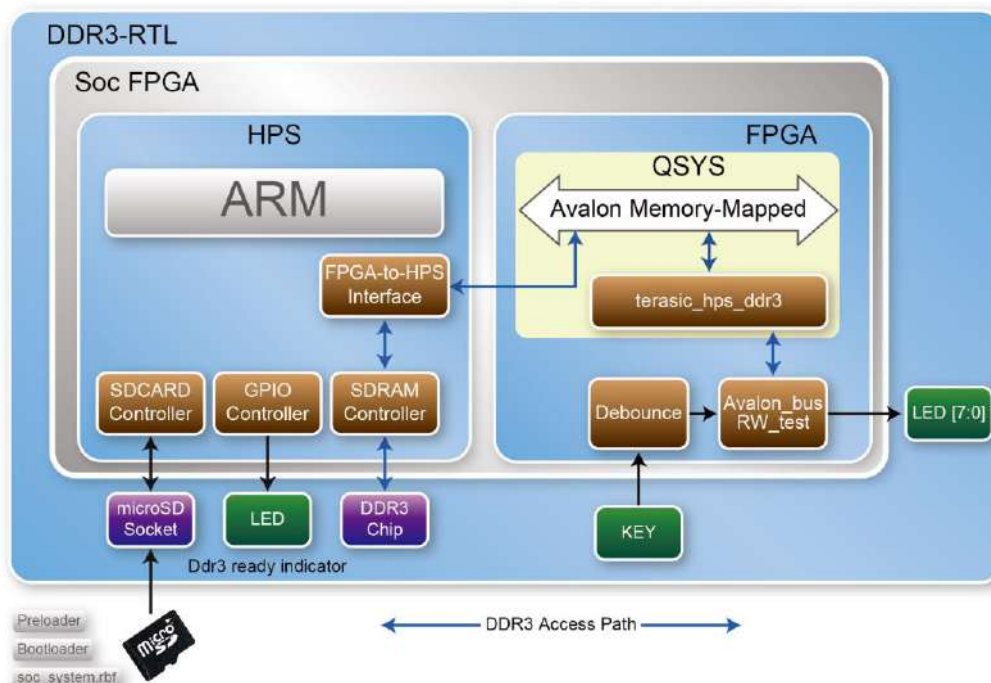 DDR3-RTL
Soc FPGA
HPS
FPGA
ARM
QSYS
Avalon Memory-Mapped
FPGA-to-HPS
Interface
terasic_hps_ddr3
SDCARD
Controller
GPIO
Controller
SDRAM
Controller
Debounce
Avalon_bus
RW_test
LED [7:0]
microSD
Socket
LED
DDR3
Chip
KEY
Ddr3 ready indicator
Preloader
Bootloader
soc_system.rbf
micro
SD
DDR3 Access Path